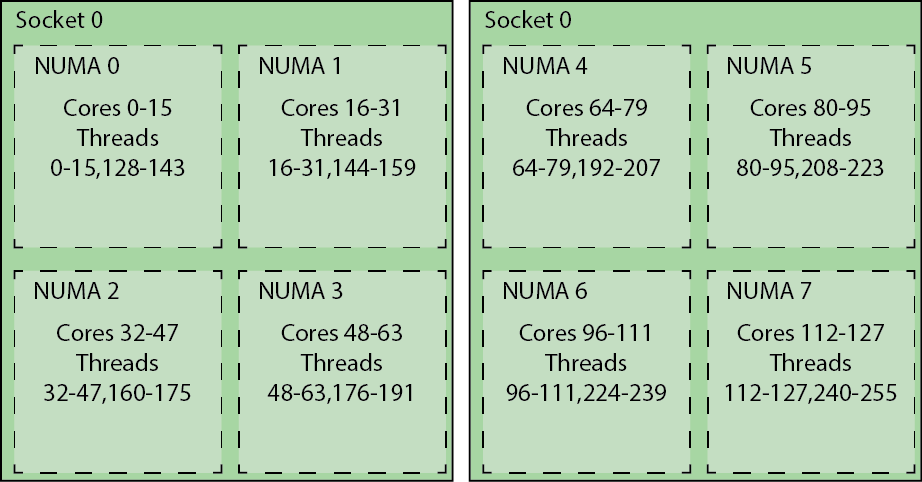 Socket 0
NUMA 0
Cores 0-15
Threads
0-15,128-143
NUMA 1
Cores 16-31
Threads
16-31,144-159
NUMA 2
Cores 32-47
Threads
32-47,160-175
NUMA 3
Cores 48-63
Threads
48-63,176-191
Socket 0
NUMA 4
Cores 64-79
Threads
64-79,192-207
NUMA 5
Cores 80-95
Threads
80-95,208-223
NUMA 6
Cores 96-111
Threads
96-111,224-239
NUMA 7
Cores 112-127
Threads
112-127,240-255